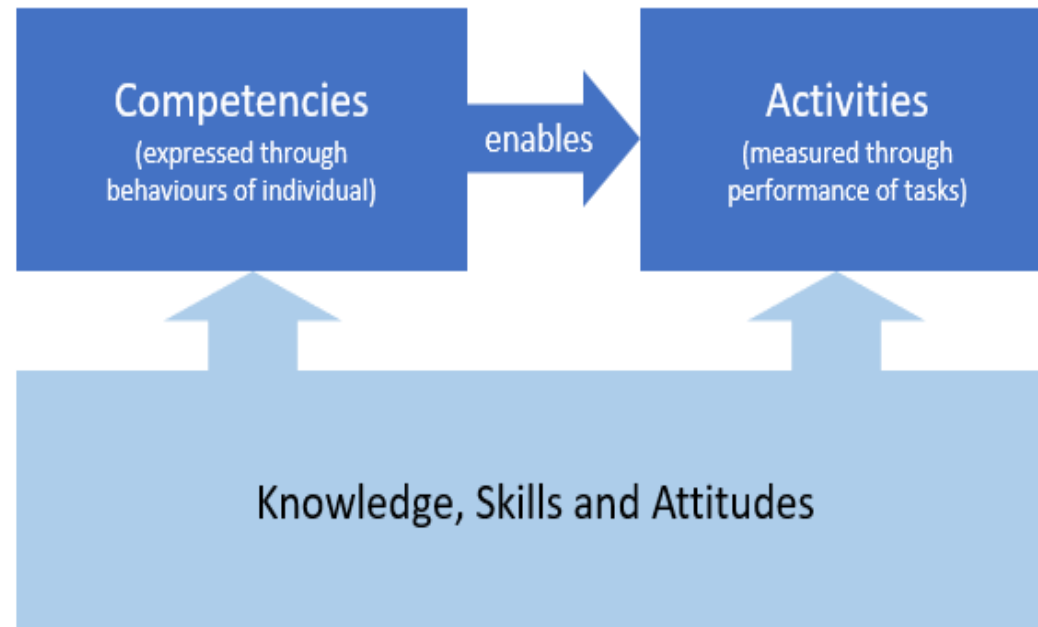 Competencies
(expressed through
behaviours of individual)
enables
Activities
(measured through
performance of tasks)
Knowledge, Skills and Attitudes